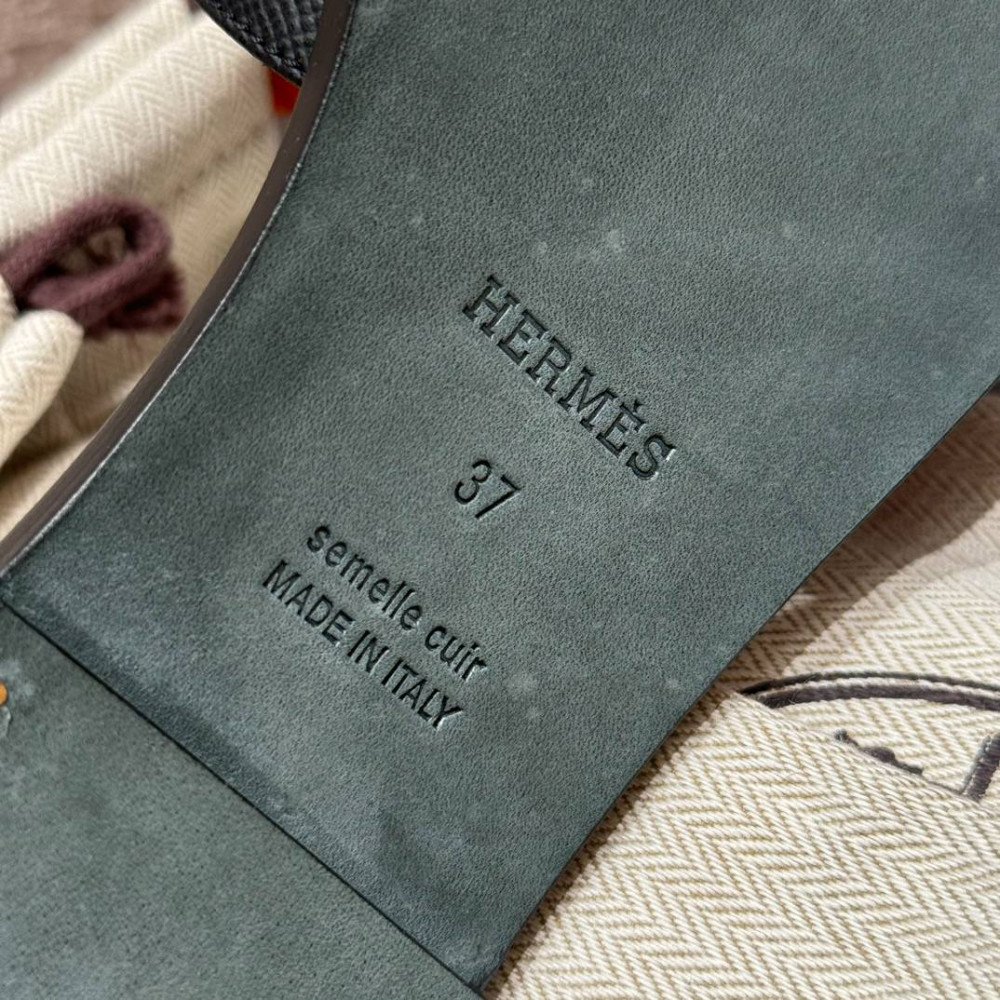 HERMÈS
37
semelle cuir
MADE IN ITALY